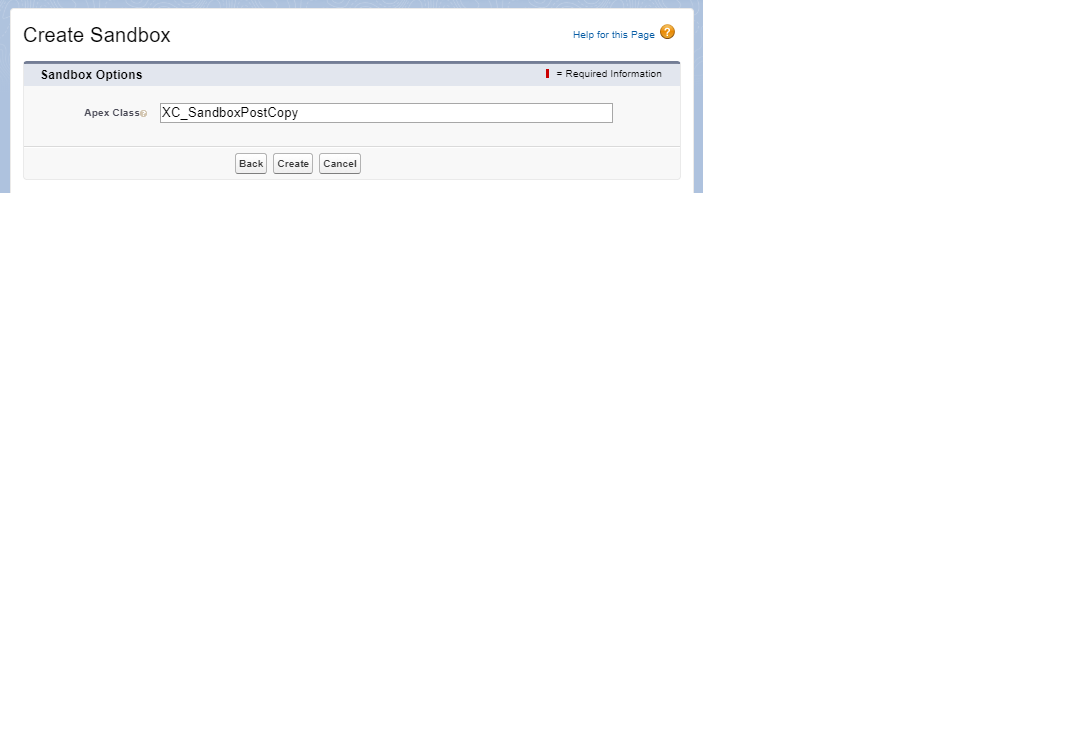 Create Sandbox
Help for this Page ?
Sandbox Options
= Required Information
Apex Class?
XC_SandboxPostCopy
Back Create Cancel